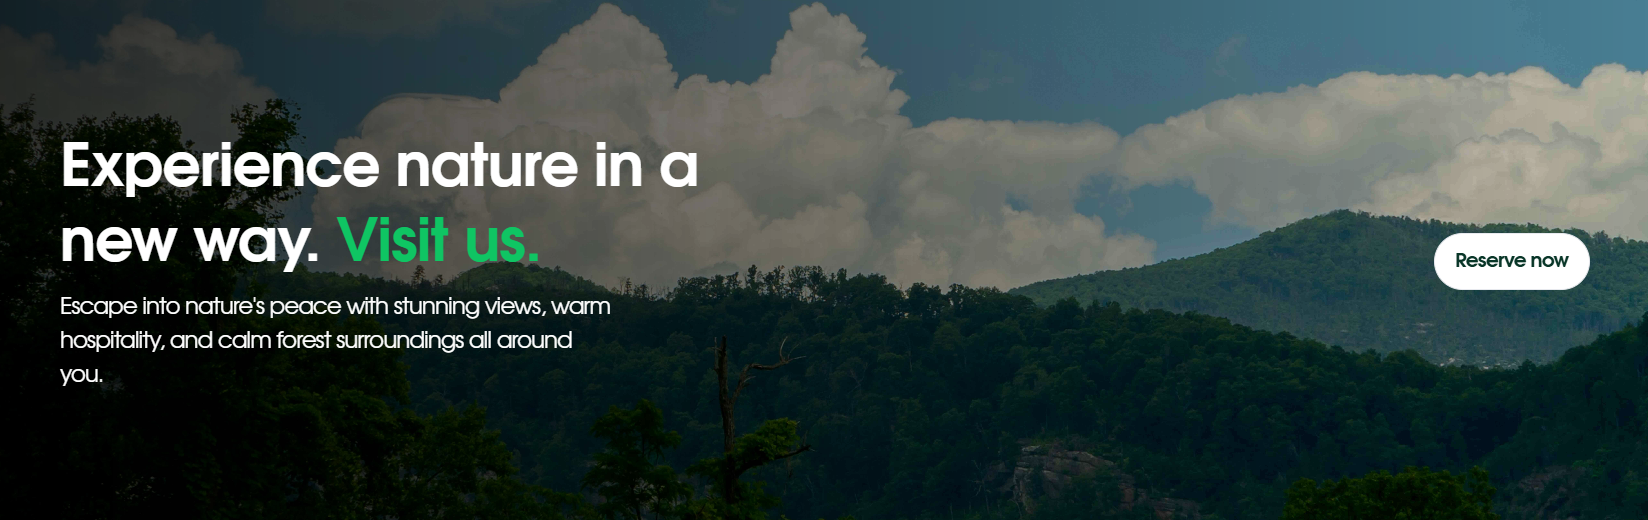 Experience nature in a
new way. Visit us.
Escape into nature's peace with stunning views, warm
hospitality, and calm forest surroundings all around
you.
Reserve now